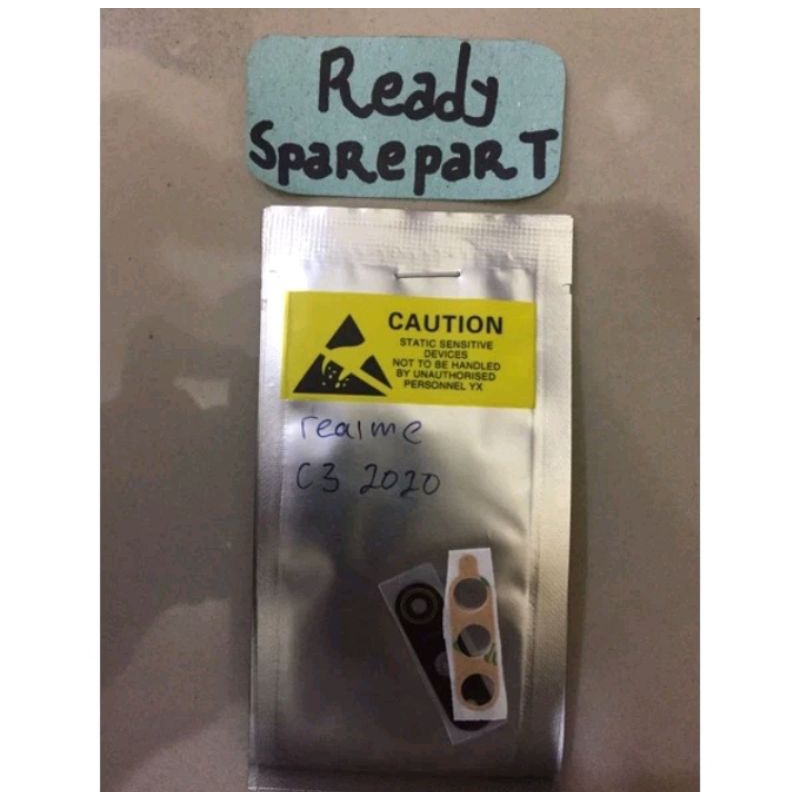 Ready
SparepaRT
CAUTION
STATIC SENSITIVE
DEVICES
NOT TO BE HANDLED
BY UNAUTHORISED
PERSONNEL YX
realme
C3 2020